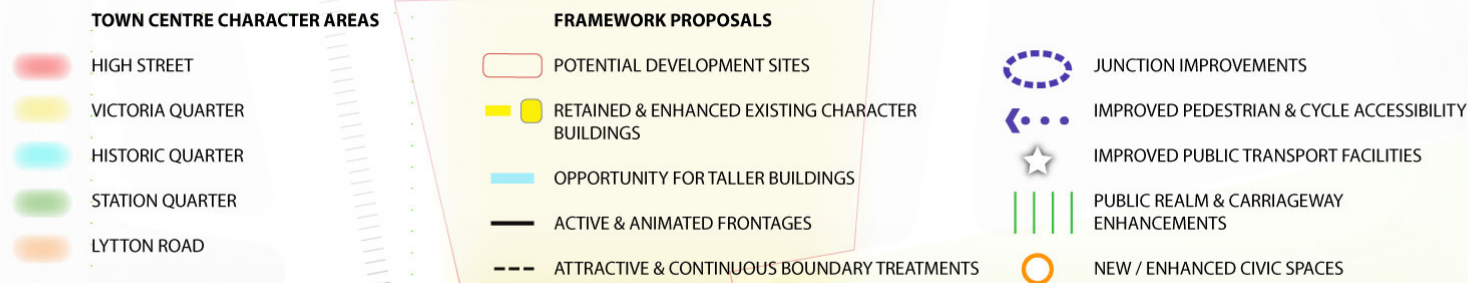 TOWN CENTRE CHARACTER AREAS
HIGH STREET
VICTORIA QUARTER
HISTORIC QUARTER
STATION QUARTER
LYTTON ROAD
FRAMEWORK PROPOSALS
POTENTIAL DEVELOPMENT SITES
RETAINED & ENHANCED EXISTING CHARACTER
BUILDINGS
OPPORTUNITY FOR TALLER BUILDINGS
ACTIVE & ANIMATED FRONTAGES
ATTRACTIVE & CONTINUOUS BOUNDARY TREATMENTS
JUNCTION IMPROVEMENTS
IMPROVED PEDESTRIAN & CYCLE ACCESSIBILITY
IMPROVED PUBLIC TRANSPORT FACILITIES
PUBLIC REALM & CARRIAGEWAY
ENHANCEMENTS
NEW / ENHANCED CIVIC SPACES